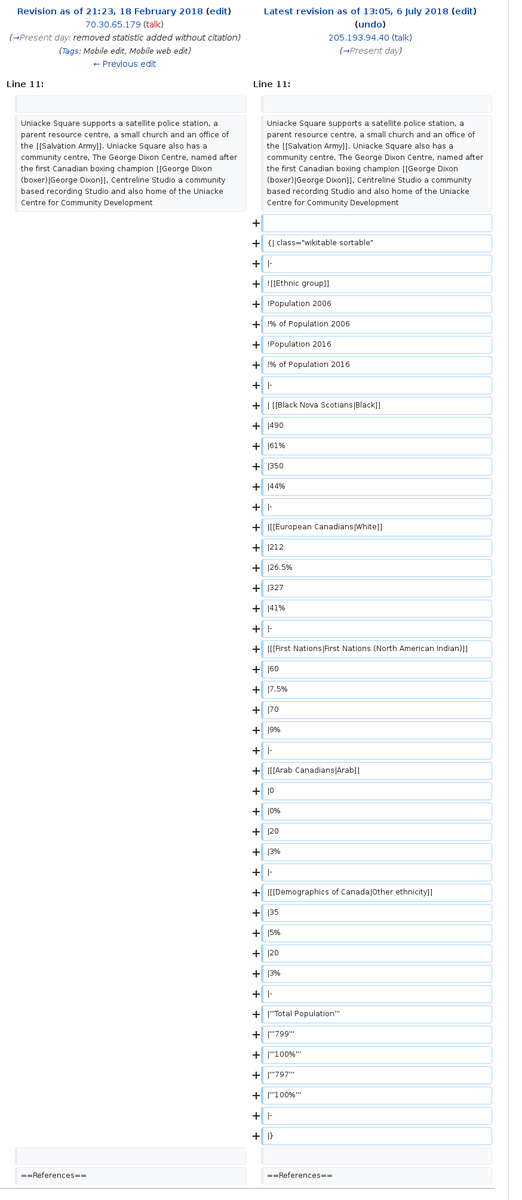 Revision as of 21:23, 18 February 2018 (edit)
70.30.65.179 (talk)
(→Present day: removed statistic added without citation)
(Tags: Mobile edit, Mobile web edit)
← Previous edit
Latest revision as of 13:05, 6 July 2018 (edit)
(undo)
205.193.94.40 (talk)
(→Present day)
Line 11:
Line 11:
Uniacke Square supports a satellite police station, a
parent resource centre, a small church and an office of
the [[Salvation Army]]. Uniacke Square also has a
community centre, The George Dixon Centre, named after
the first Canadian boxing champion [[George Dixon
(boxer)|George Dixon]], Centreline Studio a community
based recording Studio and also home of the Uniacke
Centre for Community Development
Uniacke Square supports a satellite police station, a
parent resource centre, a small church and an office of
the [[Salvation Army]]. Uniacke Square also has a
community centre, The George Dixon Centre, named after
the first Canadian boxing champion [[George Dixon
(boxer)|George Dixon]], Centreline Studio a community
based recording Studio and also home of the Uniacke
Centre for Community Development
+
+ {| class="wikitable sortable"
+ |-
+ ![[Ethnic group]]
+ !Population 2006
+ !% of Population 2006
+ !Population 2016
+ !% of Population 2016
+ |-
+ | [[Black Nova Scotians|Black]]
+ |490
+ |61%
+ |350
+ |44%
+ |-
+ |[[European Canadians|White]]
+ |212
+ |26.5%
+ |327
+ |41%
+ |-
+ |[[First Nations|First Nations (North American Indian)]]
+ |60
+ |7.5%
+ |70
+ |9%
+ |-
+ |[[Arab Canadians|Arab]]
+ |0
+ |0%
+ |20
+ |3%
+ |-
+ |[[Demographics of Canada|Other ethnicity]]
+ |35
+ |5%
+ |20
+ |3%
+ |-
+ |'''Total Population'''
+ |'''799'''
+ |'''100%'''
+ |'''797'''
+ |'''100%'''
+ |-
+ |}
==References==
==References==